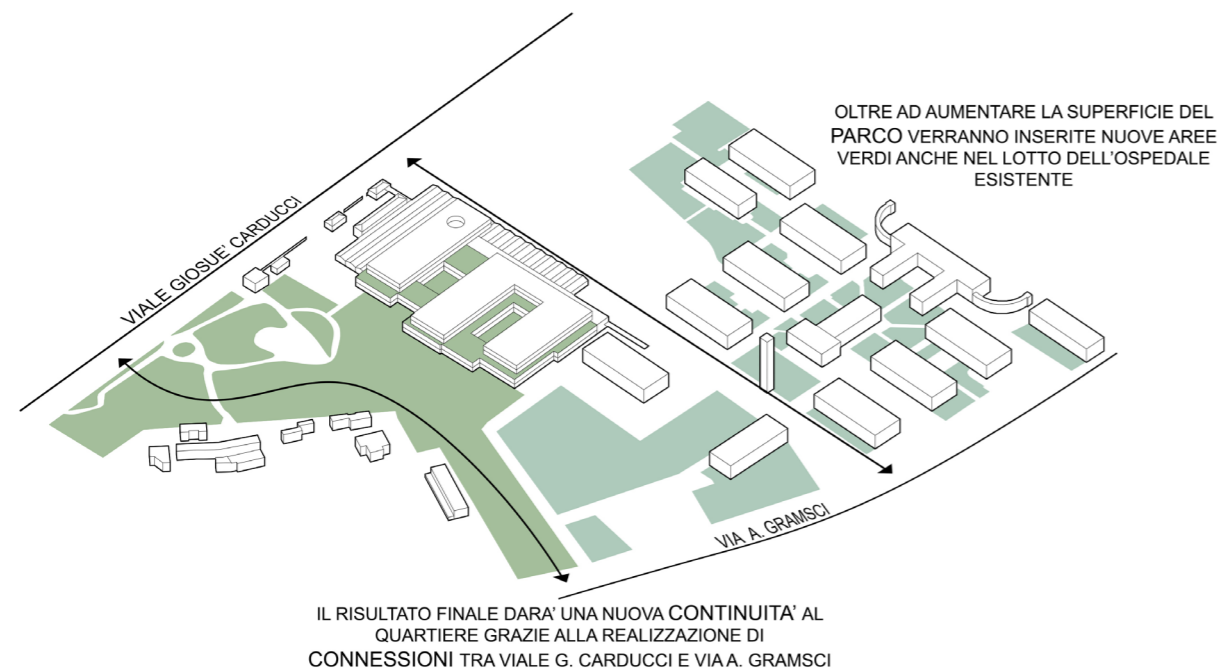 OLTRE AD AUMENTARE LA SUPERFICIE DEL
PARCO VERRANNO INSERITE NUOVE AREE
VERDI ANCHE NEL LOTTO DELL'OSPEDALE
ESISTENTE
VIALE GIOSUE' CARDUCCI
VIA A. GRAMSCI
IL RISULTATO FINALE DARA' UNA NUOVA CONTINUITA' AL
QUARTIERE GRAZIE ALLA REALIZZAZIONE DI
CONNESSIONI TRA VIALE G. CARDUCCI E VIA A. GRAMSCI